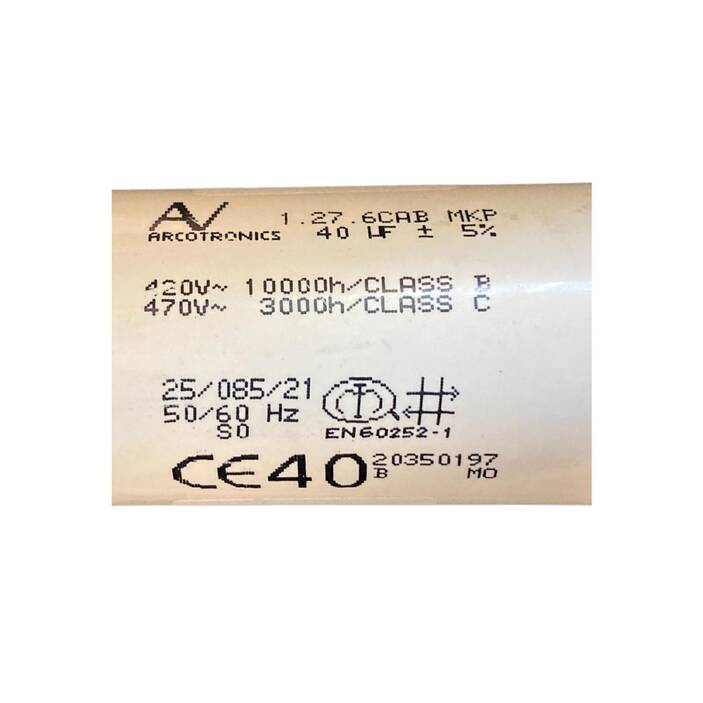 AV 1.27.6CAB MKP
ARCOTRONICS 40 µF ± 5%
420V~ 10000h/CLASS B
470V~ 3000h/CLASS C
25/085/21
50/60 Hz
S0 EN60252-1
CE40 20350197
B MO